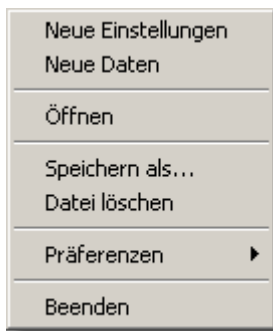 Neue Einstellungen
Neue Daten
Öffnen
Speichern als...
Datei löschen
Präferenzen
Beenden